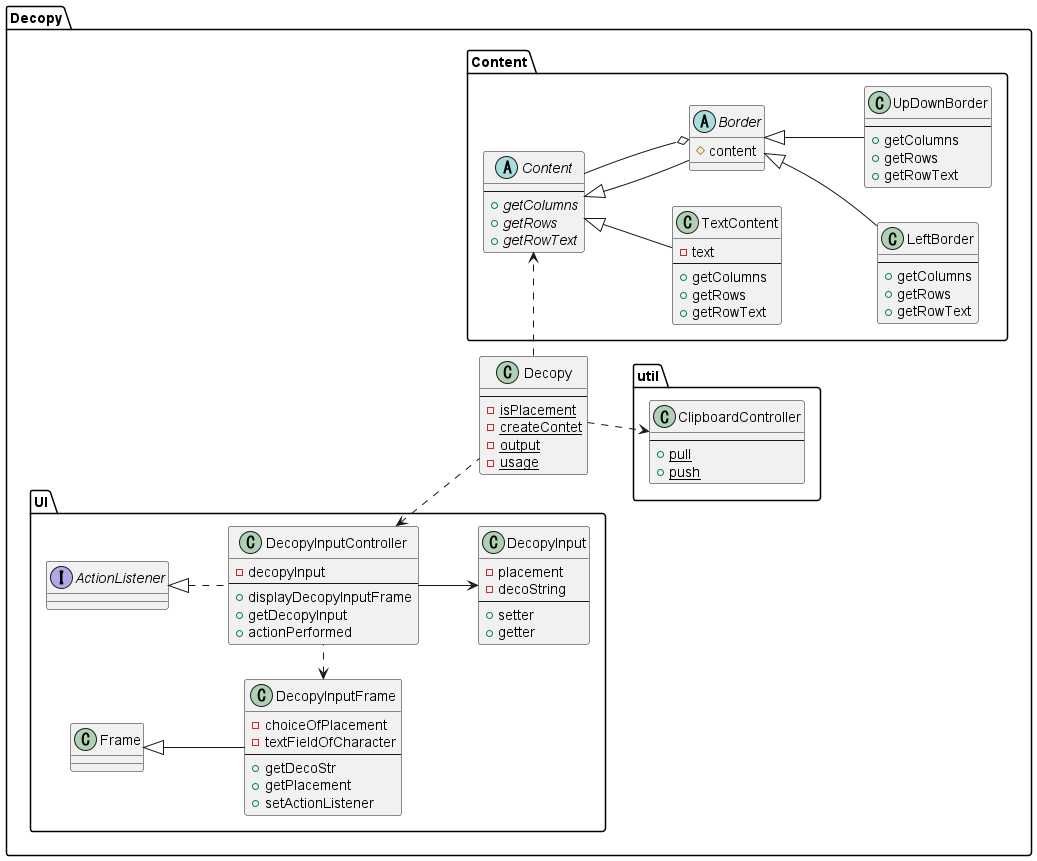 Decopy
Content
C UpDownBorder
getColumns
getRows
getRowText
A Border
content
A Content
getColumns
getRows
getRowText
C TextContent
text
getColumns
getRows
getRowText
C LeftBorder
getColumns
getRows
getRowText
C Decopy
isPlacement
createContet
output
usage
util
C ClipboardController
pull
push
UI
I ActionListener
C DecopyInputController
decopyInput
displayDecopyInputFrame
getDecopyInput
actionPerformed
C DecopyInput
placement
decoString
setter
getter
C Frame
C DecopyInputFrame
choiceOfPlacement
textFieldOfCharacter
getDecoStr
getPlacement
setActionListener